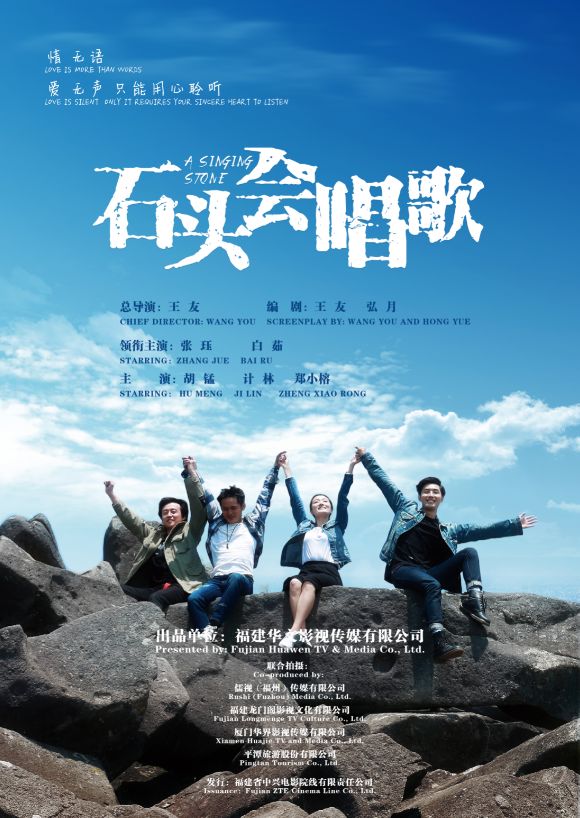 情 无语
LOVE IS MORE THAN WORDS
爱 无声 只能用心聆听
LOVE IS SILENT ONLY IT REQUIRES YOUR SINCERE HEART TO LISTEN
A SINGING
STONE
石头会唱歌
总导演：王 友 编 剧：王 友 弘 月
CHIEF DIRECTOR: WANG YOU SCREENPLAY BY: WANG YOU AND HONG YUE
领衔主演：张 珏 白 茹
STARRING: ZHANG JUE BAI RU
主 演：胡 锰 计 林 郑小榕
STARRING: HU MENG JI LIN ZHENG XIAO RONG
出品单位：福建华文影视传媒有限公司
Presented by: Fujian Huawen TV & Media Co., Ltd.
联合拍摄：
Co-produced by:
儒视（福州）传媒有限公司
Rushi (Fuzhou) Media Co., Ltd.
福建龙门阁影视文化有限公司
Fujian Longmenge TV Culture Co., Ltd.
厦门华界影视传媒有限公司
Xiamen Huajie TV and Media Co., Ltd.
平潭旅游股份有限公司
Pingtan Tourism Co., Ltd.
发行：福建省中兴电影院线有限责任公司
Issuance: Fujian ZTE Cinema Line Co., Ltd.